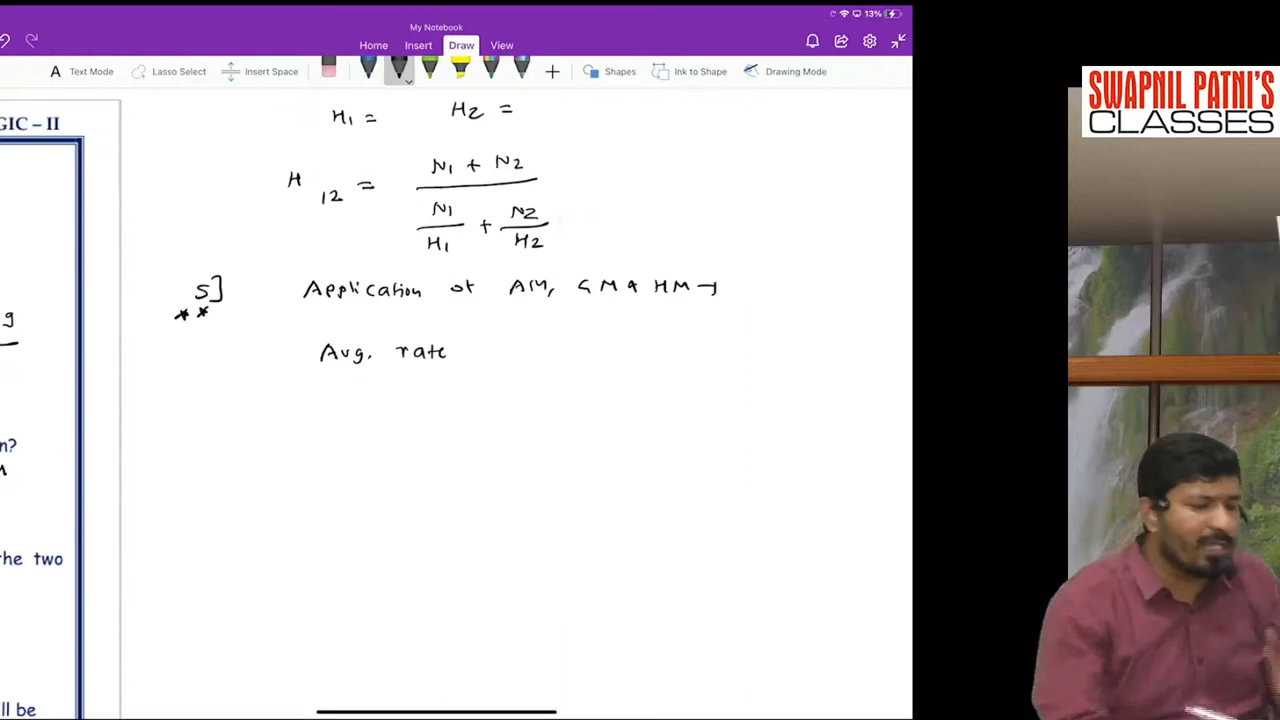 13%
My Notebook
Home Insert Draw View
A Text Mode Lasso Select Insert Space Shapes Ink to Shape Drawing Mode
SWAPNIL PATNI'S
CLASSES
GIC – II
H1 = H2 =
H 12 = N1 + N2
N1 + N2
H1 H2
5] Application of AM, GM & HM →
**
g
Avg. rate
n?
the two
ll be